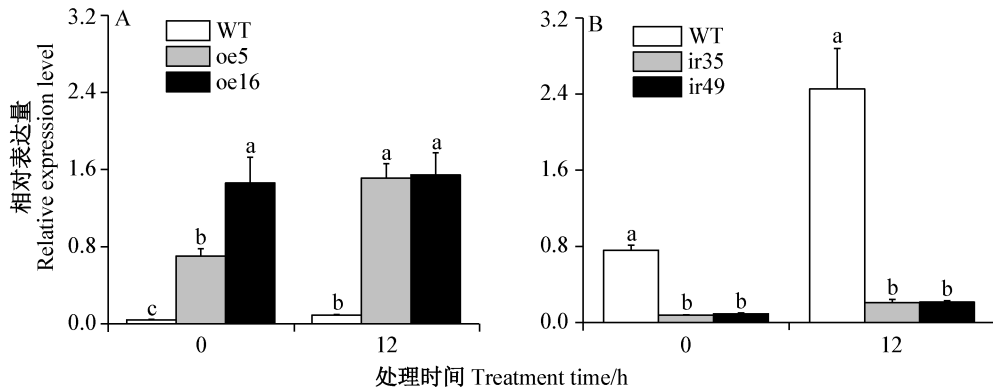 A
WT
oe5
oe16
3.2
2.4
1.6
0.8
0.0
c
b
a
b
a
a
0
12
B
WT
ir35
ir49
3.2
2.4
1.6
0.8
0.0
a
b
b
a
b
b
0
12
相对表达量
Relative expression level
处理时间 Treatment time/h